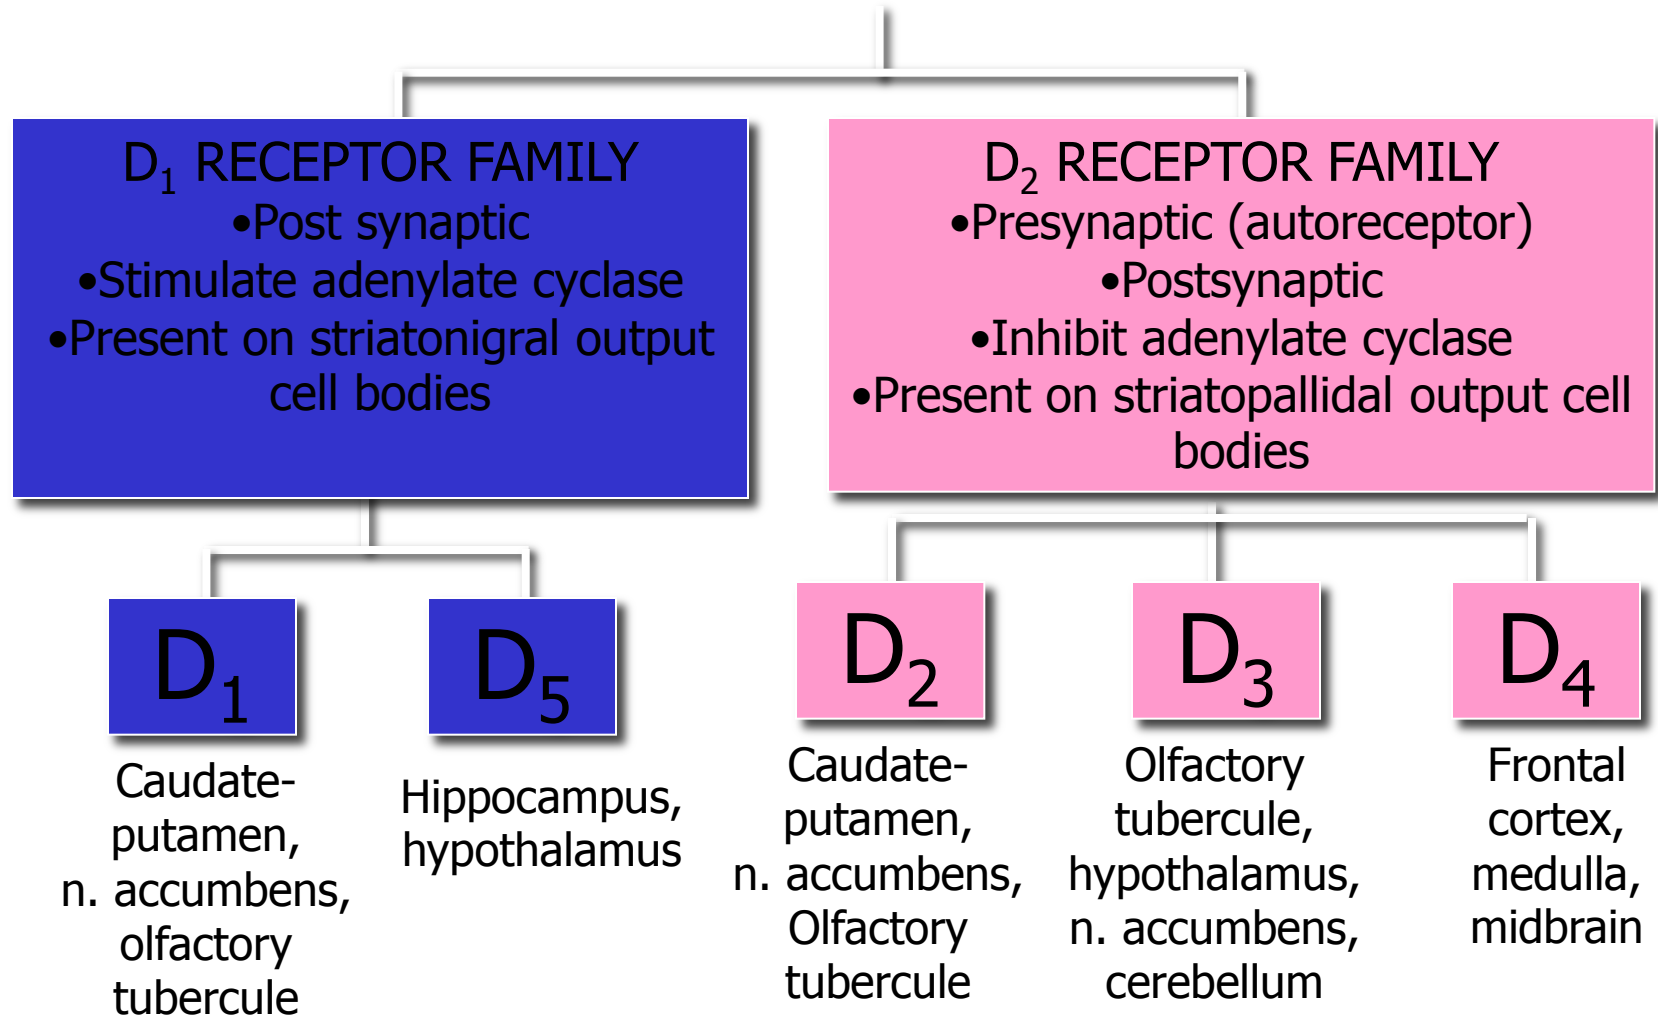 D₁ RECEPTOR FAMILY
•Post synaptic
•Stimulate adenylate cyclase
•Present on striatonigral output
cell bodies
D₂ RECEPTOR FAMILY
•Presynaptic (autoreceptor)
•Postsynaptic
•Inhibit adenylate cyclase
•Present on striatopallidal output cell
bodies
D₁
Caudate-
putamen,
n. accumbens,
olfactory
tubercule
D₅
Hippocampus,
hypothalamus
D₂
Caudate-
putamen,
n. accumbens,
Olfactory
tubercule
D₃
Olfactory
tubercule,
hypothalamus,
n. accumbens,
cerebellum
D₄
Frontal
cortex,
medulla,
midbrain